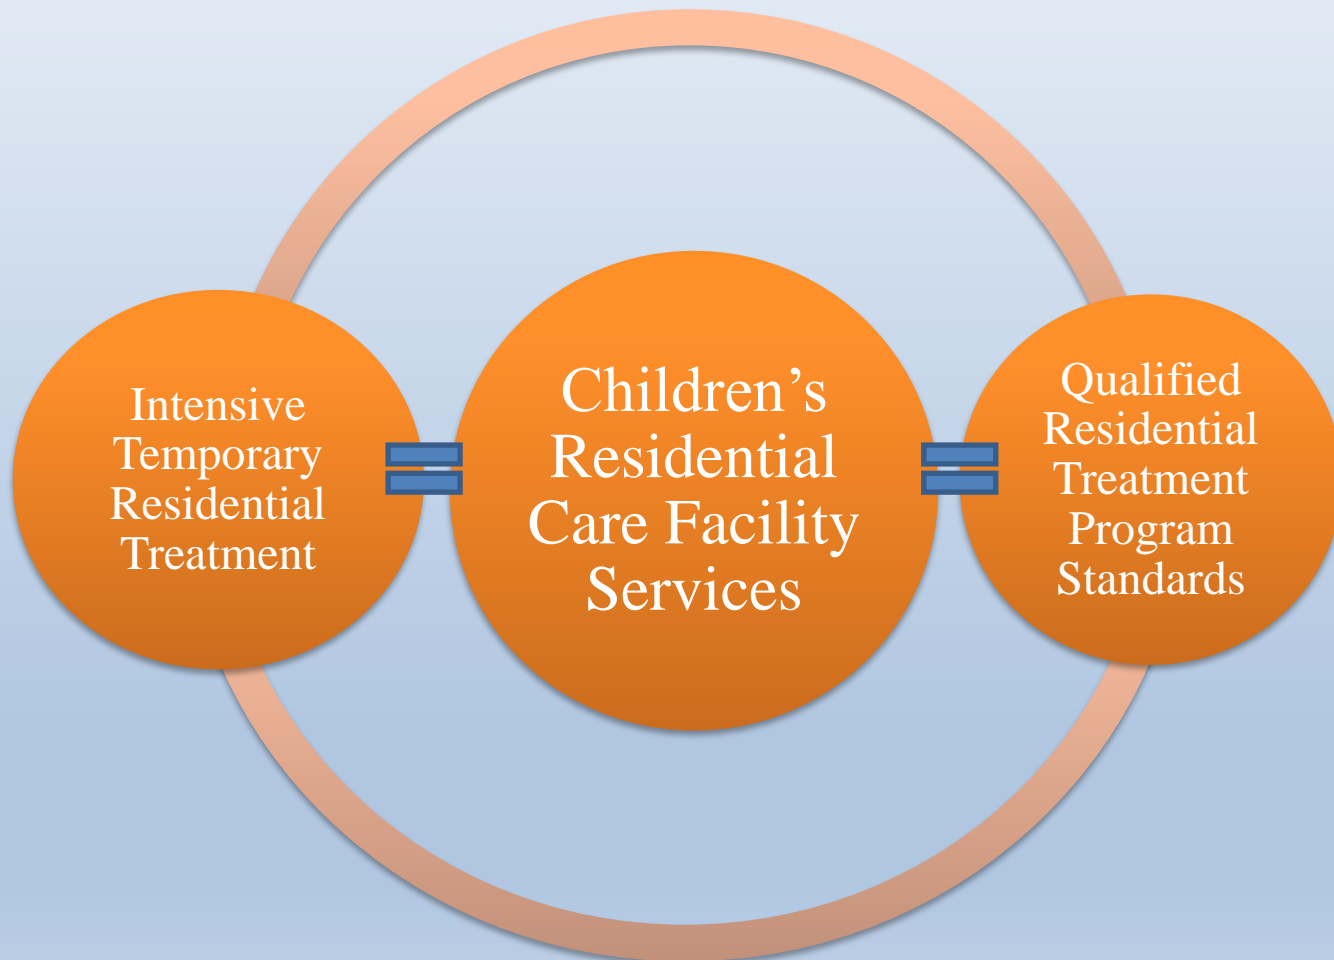 Intensive
Temporary
Residential
Treatment
Children’s
Residential
Care Facility
Services
Qualified
Residential
Treatment
Program
Standards